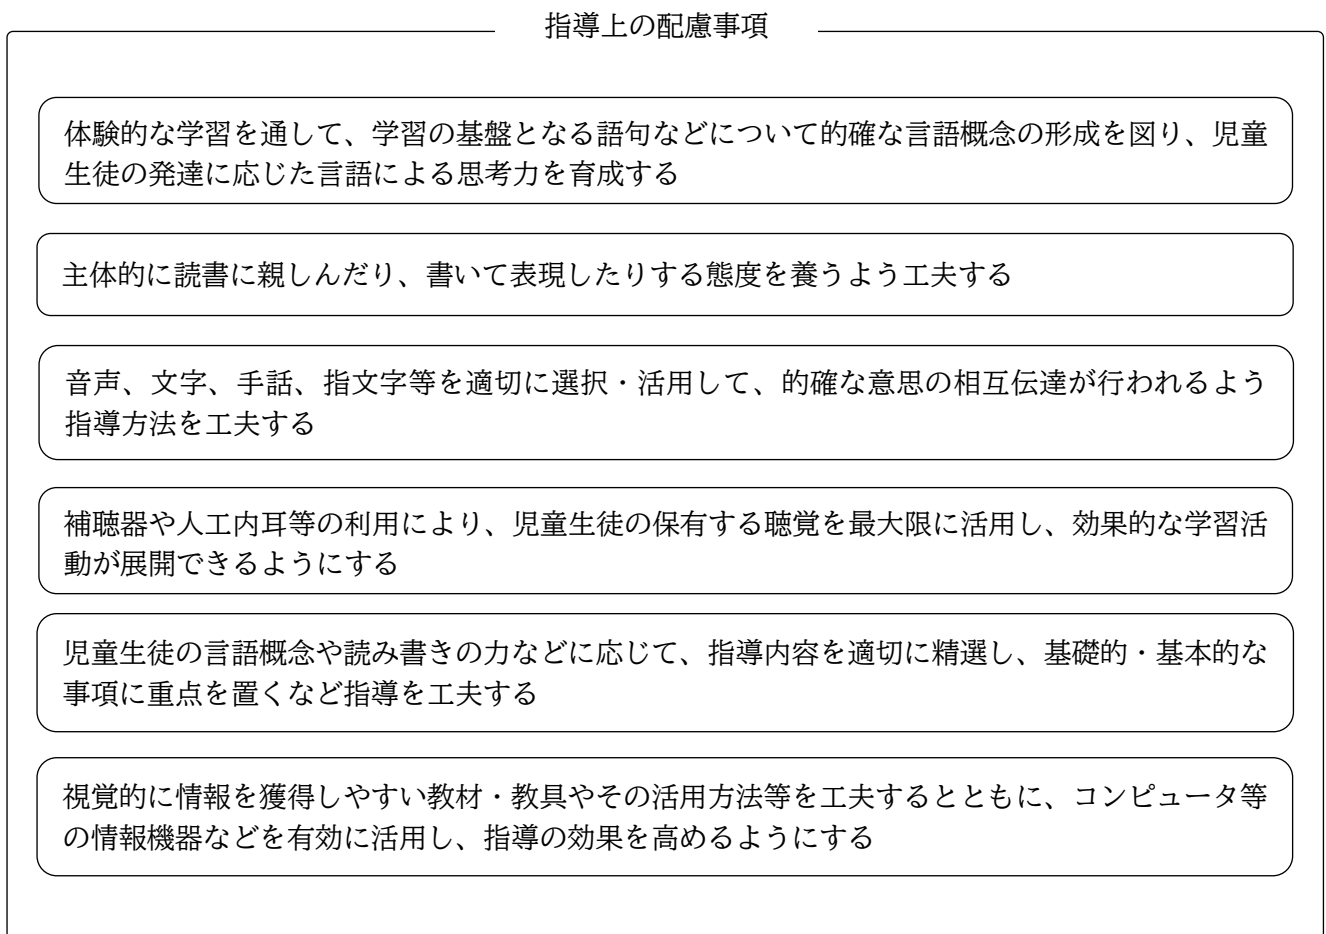 指導上の配慮事項
体験的な学習を通して、学習の基盤となる語句などについて的確な言語概念の形成を図り、児童
生徒の発達に応じた言語による思考力を育成する
主体的に読書に親しんだり、書いて表現したりする態度を養うよう工夫する
音声、文字、手話、指文字等を適切に選択・活用して、的確な意思の相互伝達が行われるよう
指導方法を工夫する
補聴器や人工内耳等の利用により、児童生徒の保有する聴覚を最大限に活用し、効果的な学習活
動が展開できるようにする
児童生徒の言語概念や読み書きの力などに応じて、指導内容を適切に精選し、基礎的・基本的な
事項に重点を置くなど指導を工夫する
視覚的に情報を獲得しやすい教材・教具やその活用方法等を工夫するとともに、コンピュータ等
の情報機器などを有効に活用し、指導の効果を高めるようにする